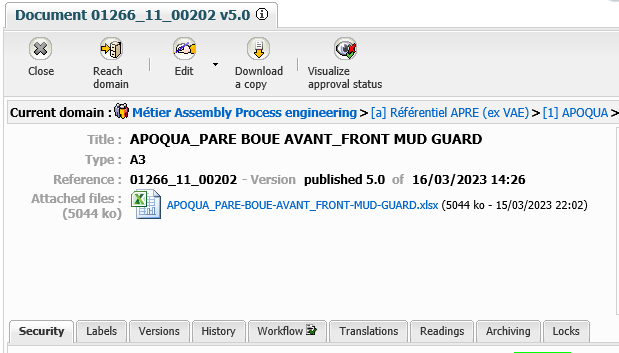 Document 01266_11_00202 v5.0
Close
Reach domain
Edit
Download a copy
Visualize approval status
Current domain : Métier Assembly Process engineering > [a] Référentiel APRE (ex VAE) > [1] APOQUA >
Title : APOQUA_PARE BOUE AVANT_FRONT MUD GUARD
Type : A3
Reference : 01266_11_00202 - Version published 5.0 of 16/03/2023 14:26
Attached files : (5044 ko) APOQUA_PARE-BOUE-AVANT_FRONT-MUD-GUARD.xlsx (5044 ko - 15/03/2023 22:02)
Security Labels Versions History Workflow Translations Readings Archiving Locks